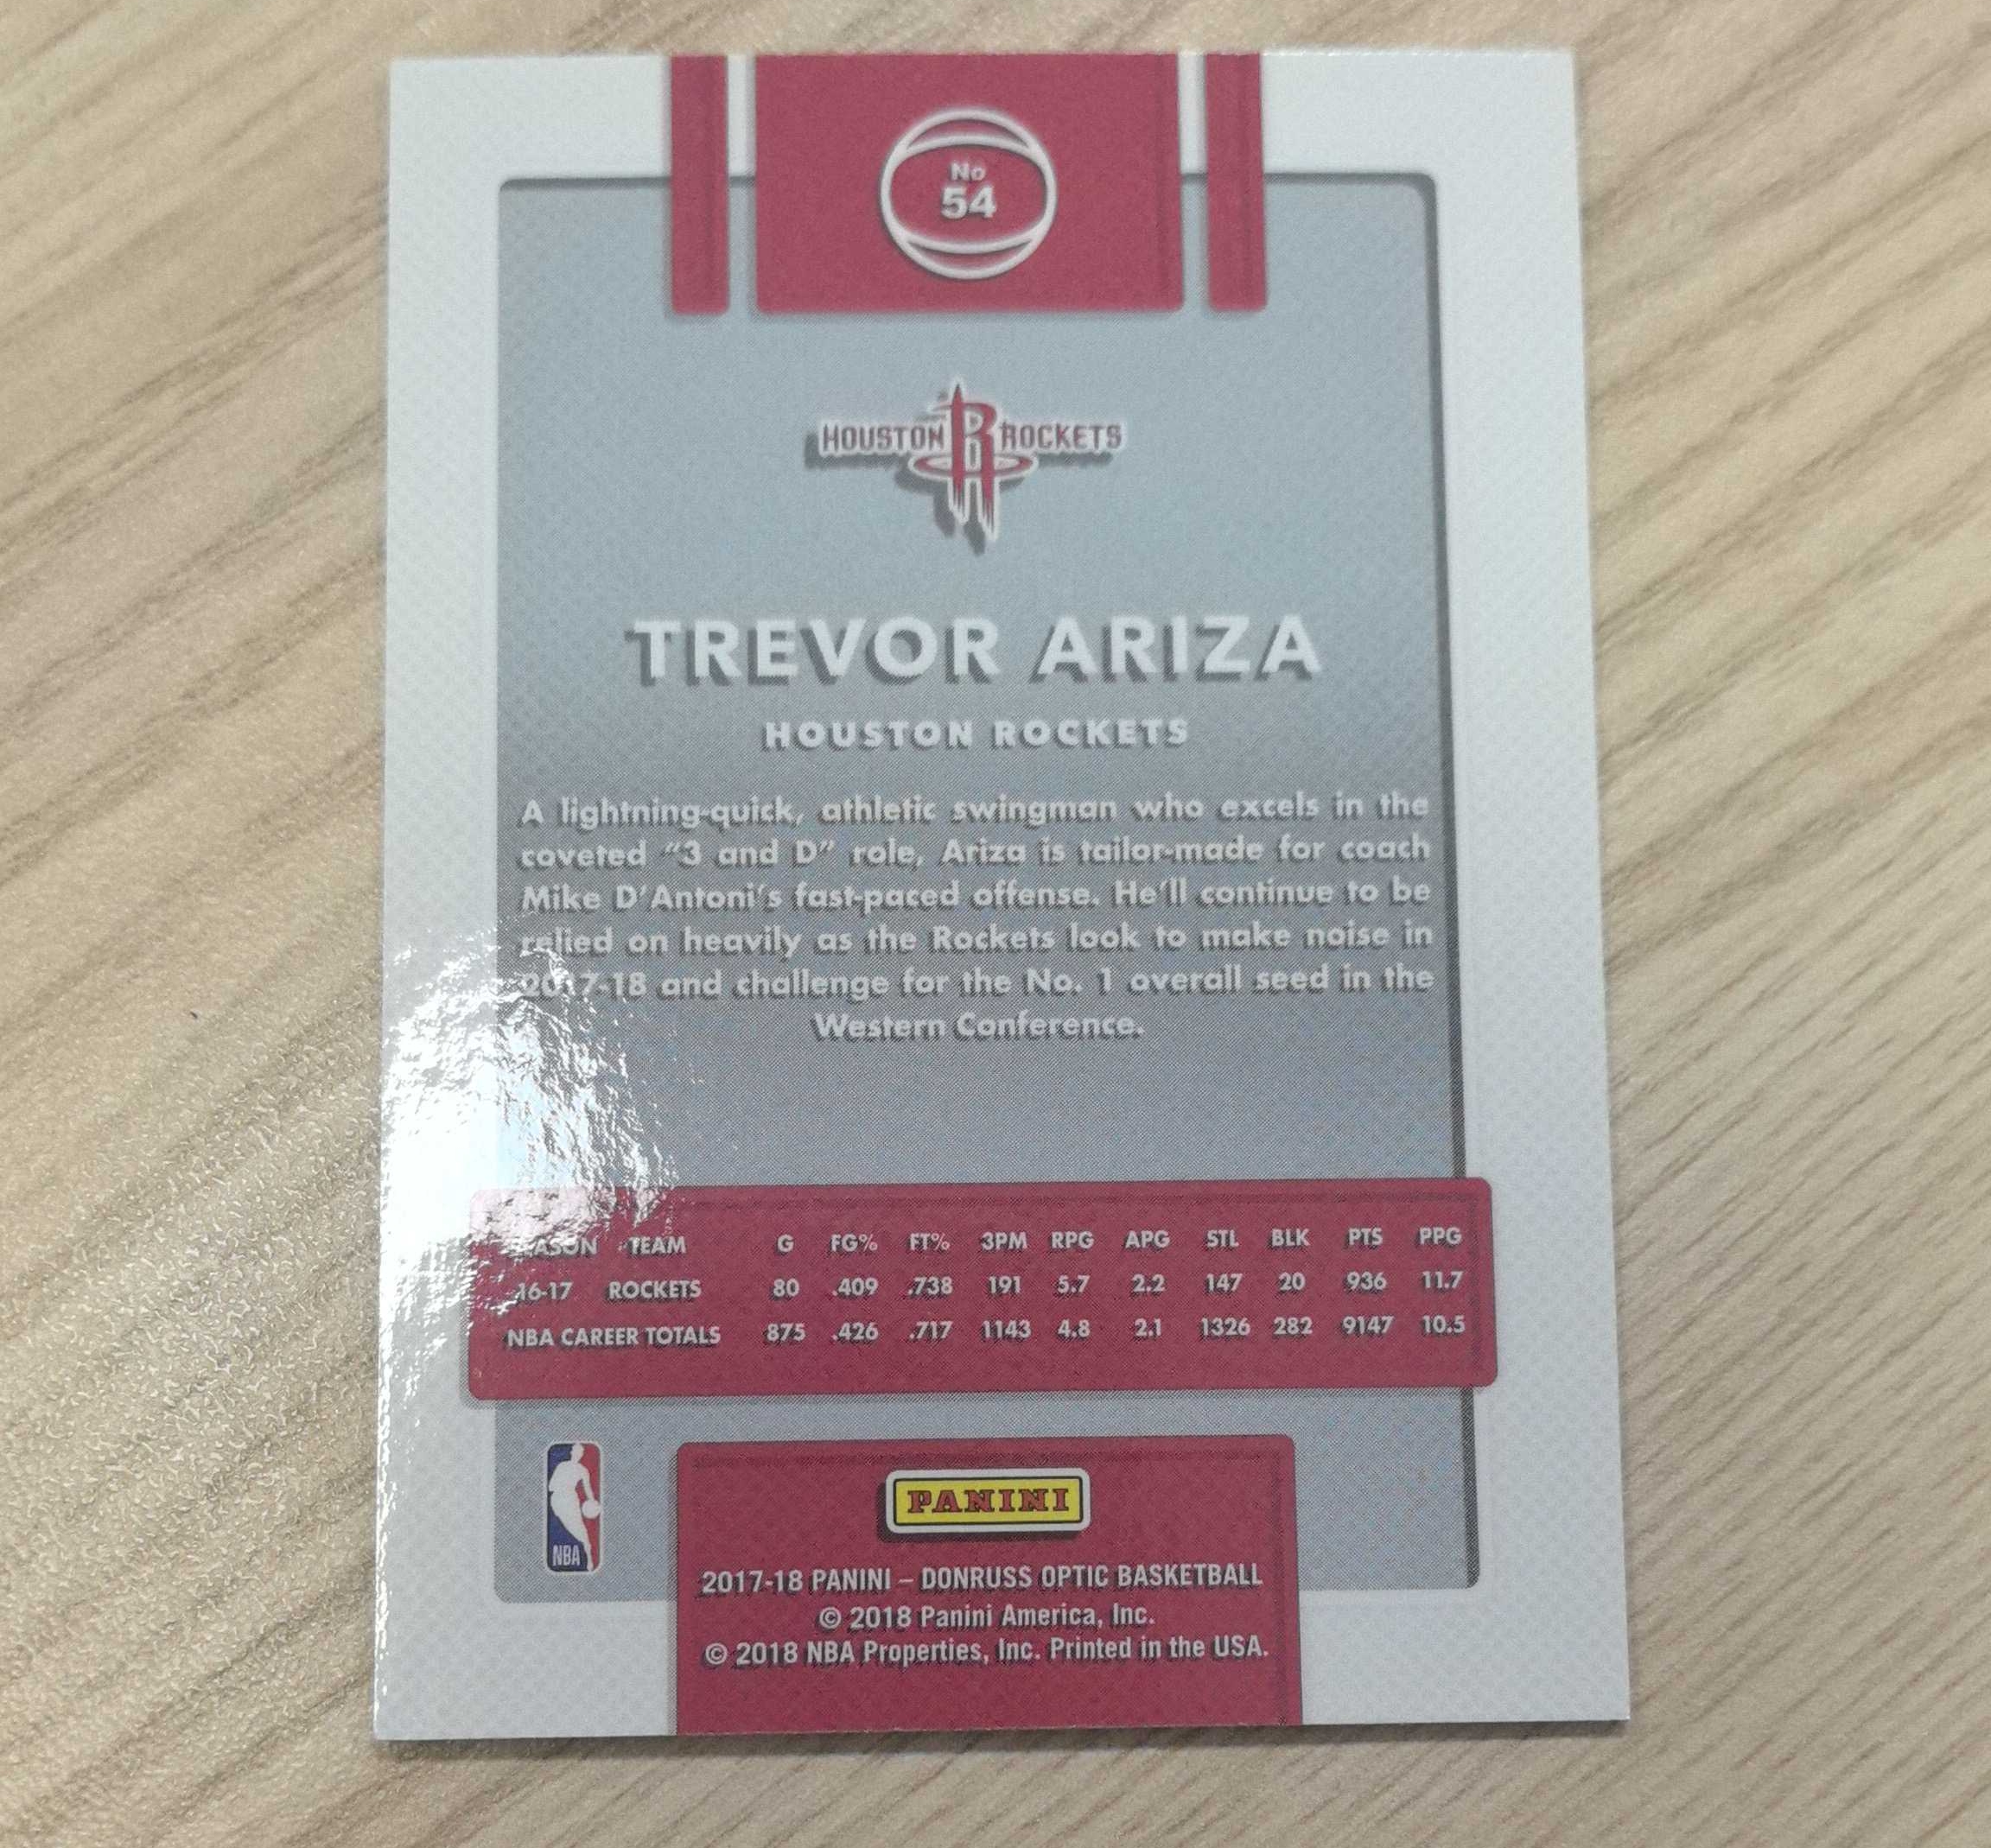 No
54
HOUSTON R ROCKETS
TREVOR ARIZA
HOUSTON ROCKETS
A lightning-quick, athletic swingman who excels in the
coveted "3 and D" role, Ariza is tailor-made for coach
Mike D'Antoni's fast-paced offense. He'll continue to be
relied on heavily as the Rockets look to make noise in
2017-18 and challenge for the No. 1 overall seed in the
Western Conference.
SEASON TEAM G FG% FT% 3PM RPG APG STL BLK PTS PPG
16-17 ROCKETS 80 .409 .738 191 5.7 2.2 147 20 936 11.7
NBA CAREER TOTALS 875 .426 .717 1143 4.8 2.1 1326 282 9147 10.5
NBA
PANINI
2017-18 PANINI – DONRUSS OPTIC BASKETBALL
© 2018 Panini America, Inc.
© 2018 NBA Properties, Inc. Printed in the USA.